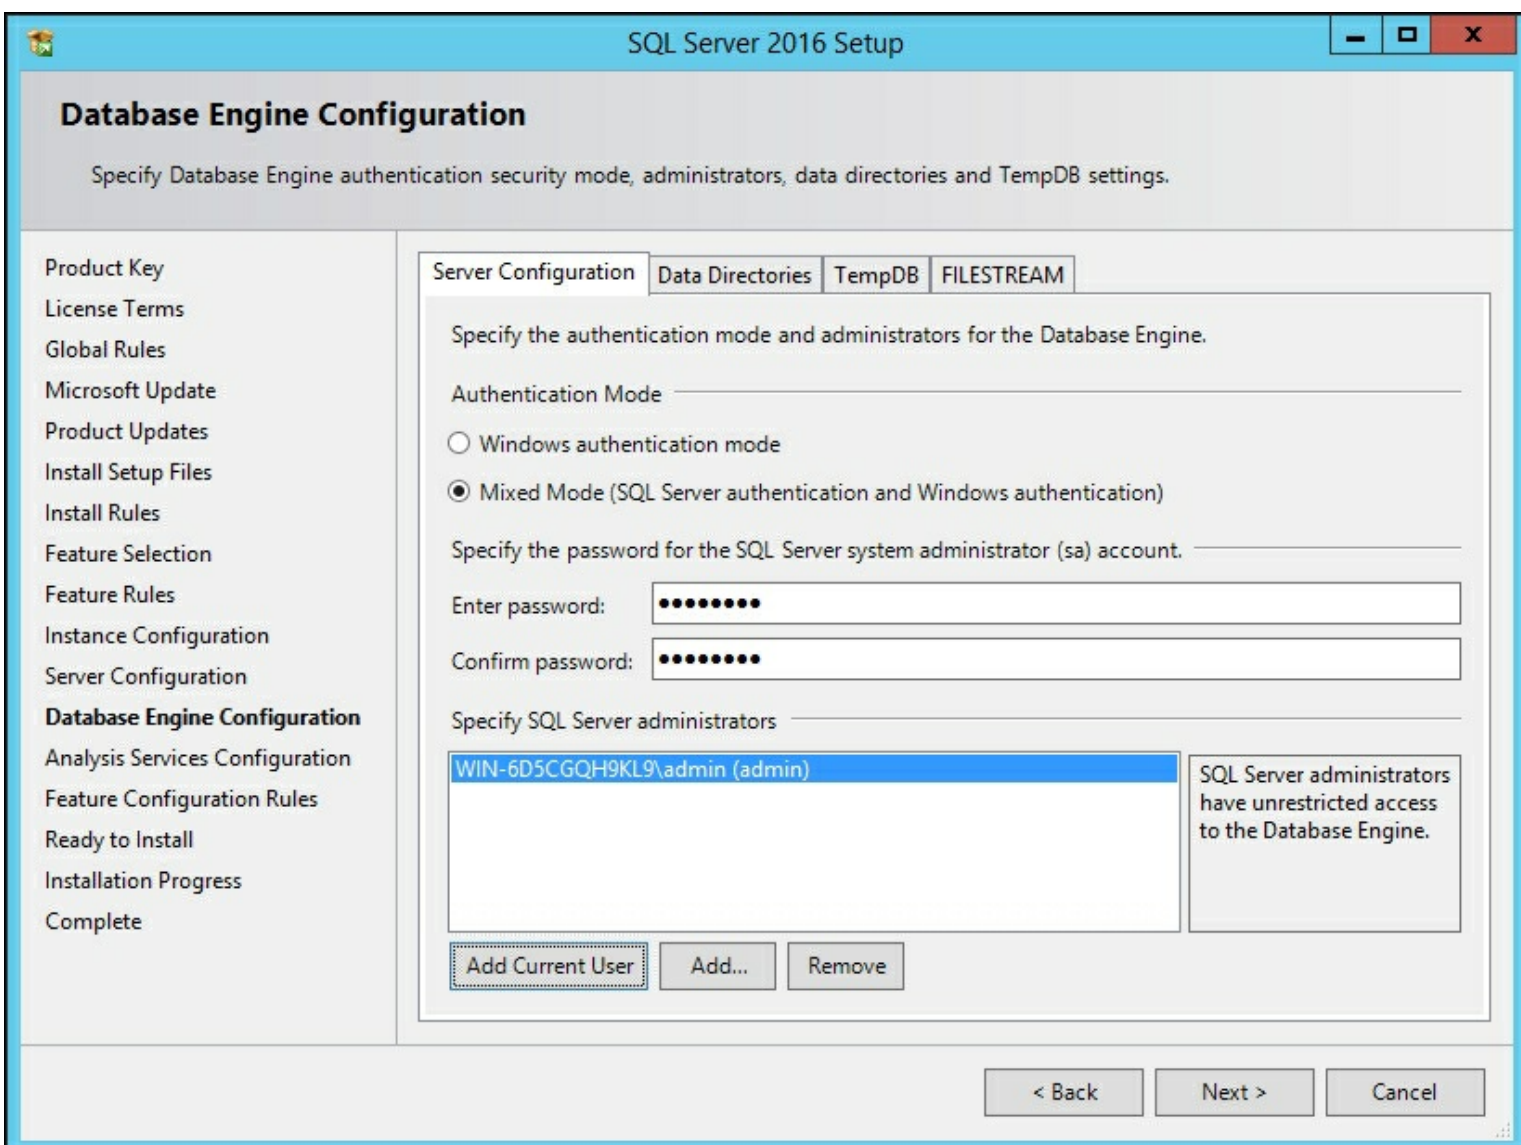 SQL Server 2016 Setup
Database Engine Configuration
Specify Database Engine authentication security mode, administrators, data directories and TempDB settings.
Product Key
License Terms
Global Rules
Microsoft Update
Product Updates
Install Setup Files
Install Rules
Feature Selection
Feature Rules
Instance Configuration
Server Configuration
Database Engine Configuration
Analysis Services Configuration
Feature Configuration Rules
Ready to Install
Installation Progress
Complete
Server Configuration Data Directories TempDB FILESTREAM
Specify the authentication mode and administrators for the Database Engine.
Authentication Mode
Windows authentication mode
Mixed Mode (SQL Server authentication and Windows authentication)
Specify the password for the SQL Server system administrator (sa) account.
Enter password: ●●●●●●●●
Confirm password: ●●●●●●●●
Specify SQL Server administrators
WIN-6D5CGQH9KL9\admin (admin)
SQL Server administrators
have unrestricted access
to the Database Engine.
Add Current User Add... Remove
< Back Next > Cancel